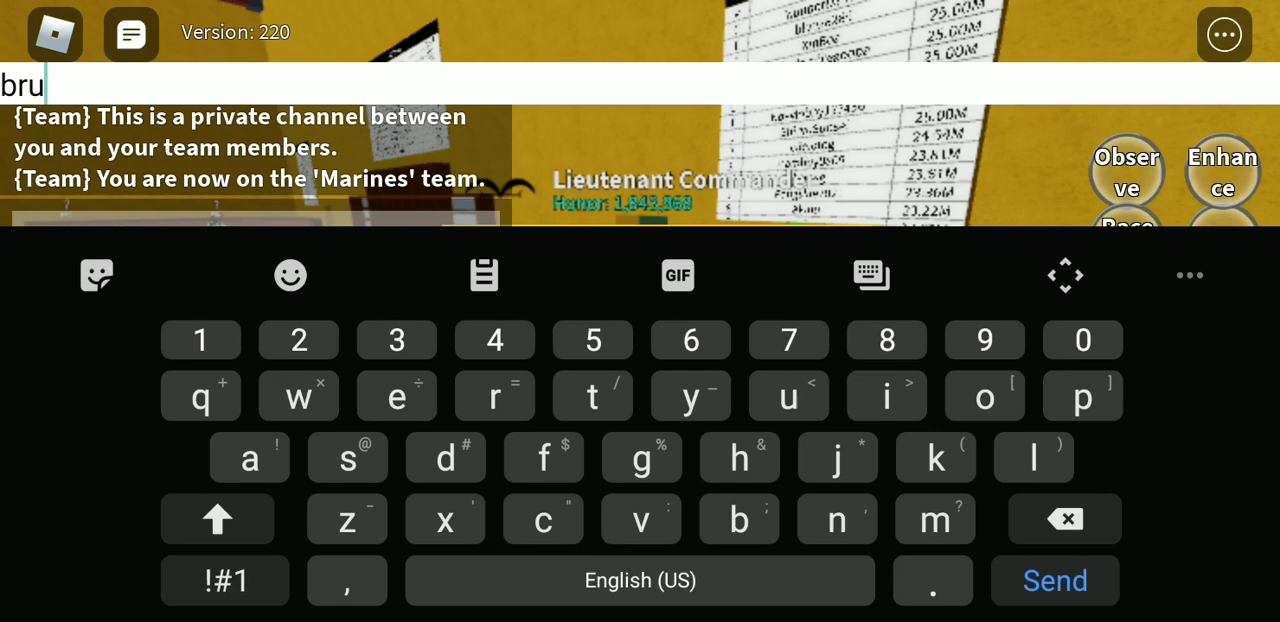 Version: 220
25.00M
25.00M
25.00M
bru
{Team} This is a private channel between
you and your team members.
{Team} You are now on the 'Marines' team.
Lieutenant Commander
Honor: 1,843,968
25.00M
24.54M
23.61M
23.61M
23.22M
Obser
ve
Enhan
ce
Race
GIF
1 2 3 4 5 6 7 8 9 0
q + w × e ÷ r = t / y _ u < i > o [ p ]
a ! s @ d # f $ g % h & j * k ( l )
z - x ' c " v : b ; n , m ?
!#1 , English (US) . Send